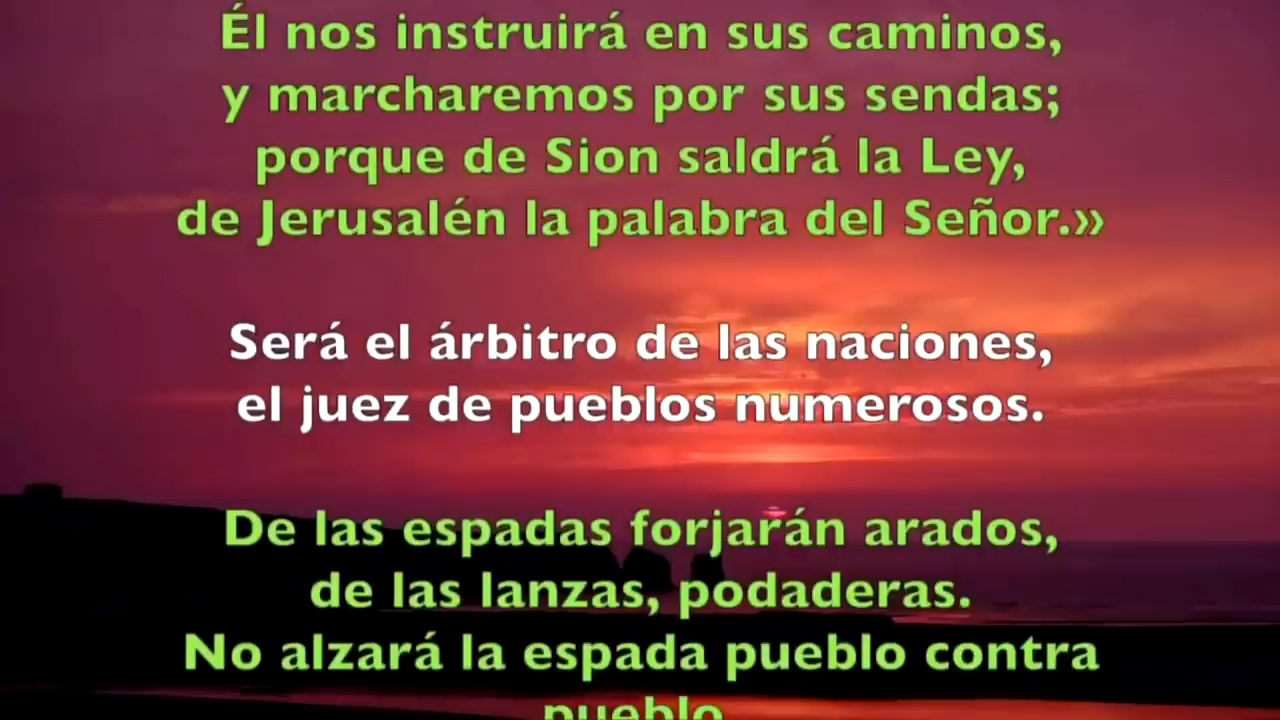 Él nos instruirá en sus caminos,
y marcharemos por sus sendas;
porque de Sion saldrá la Ley,
de Jerusalén la palabra del Señor.»
Será el árbitro de las naciones,
el juez de pueblos numerosos.
De las espadas forjarán arados,
de las lanzas, podaderas.
No alzará la espada pueblo contra
pueblo